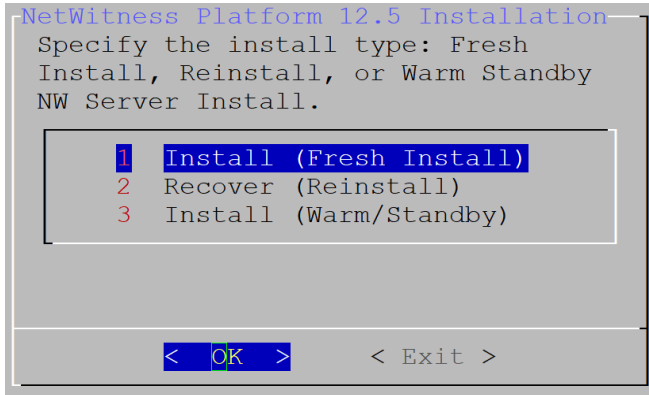 NetWitness Platform 12.5 Installation
Specify the install type: Fresh
Install, Reinstall, or Warm Standby
NW Server Install.
1 Install (Fresh Install)
2 Recover (Reinstall)
3 Install (Warm/Standby)
< OK > < Exit >